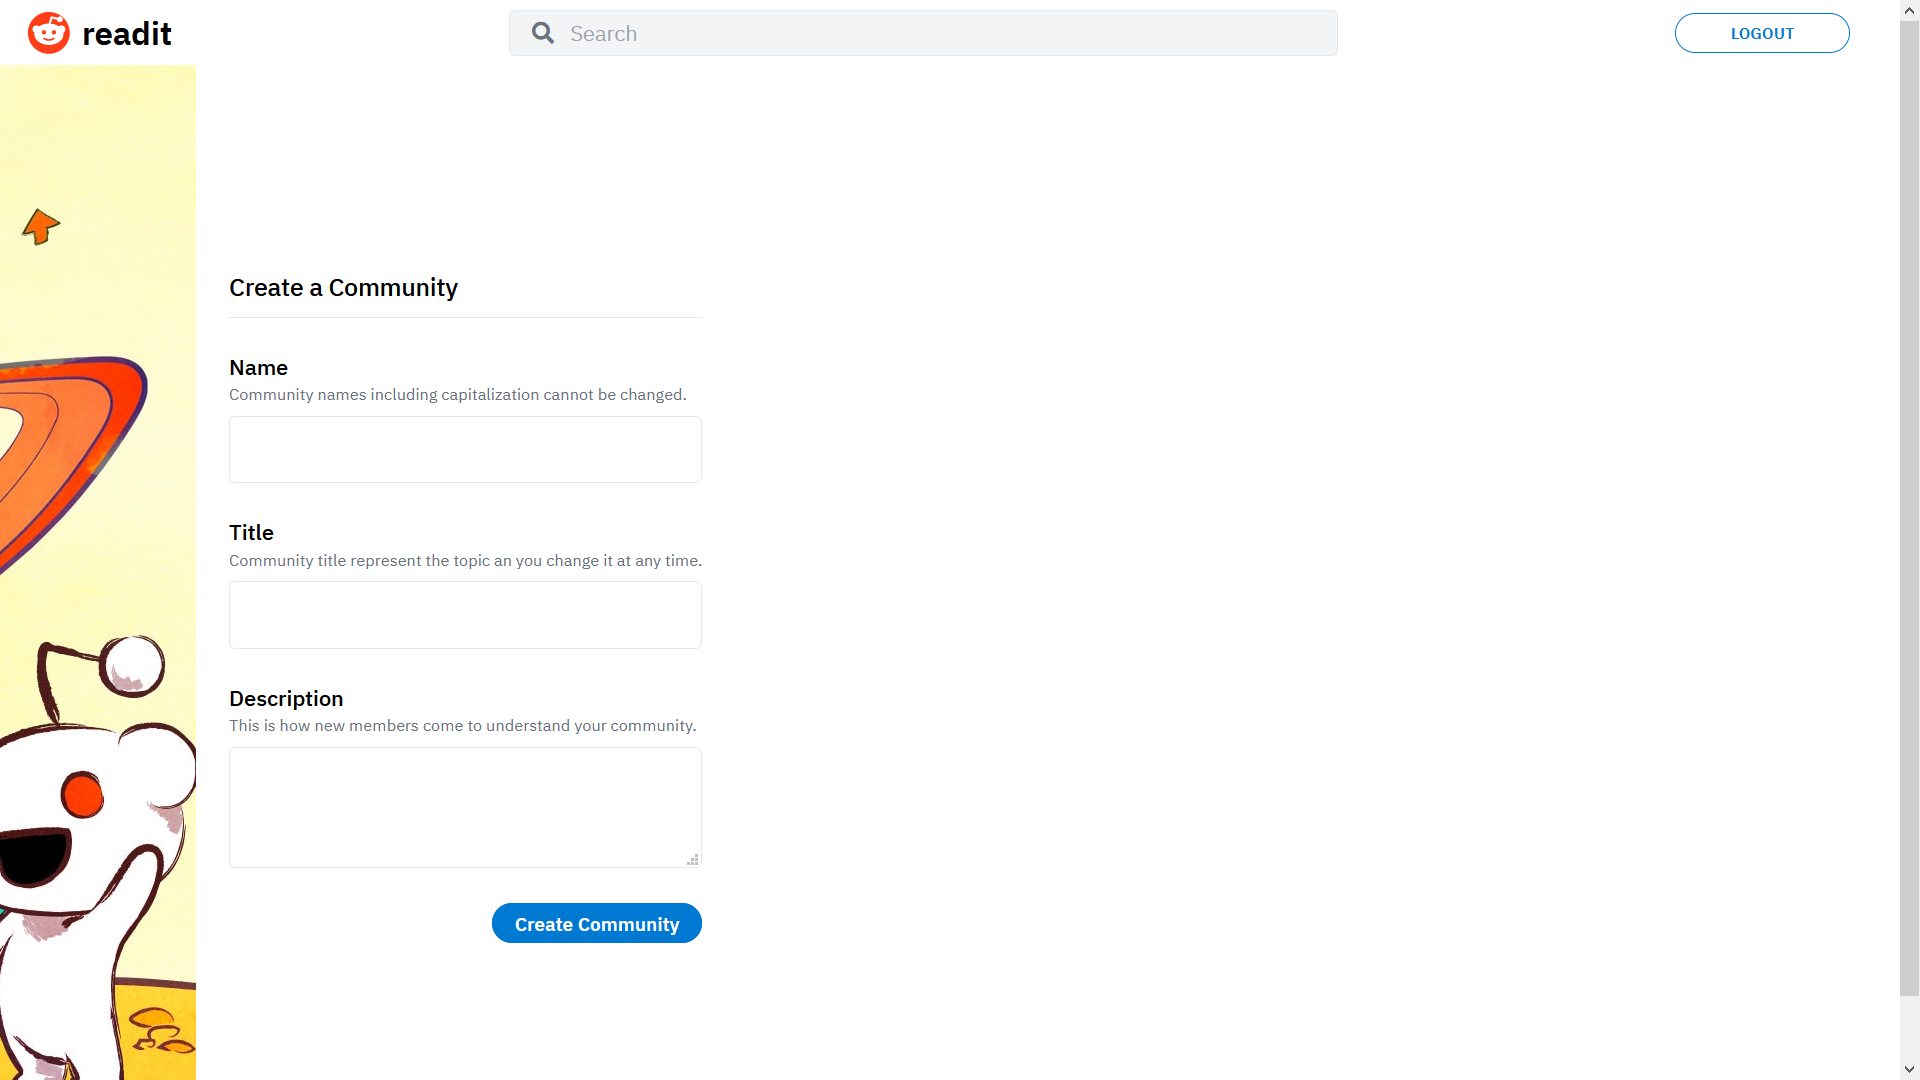 readit
Search
LOGOUT
Create a Community
Name
Community names including capitalization cannot be changed.
Title
Community title represent the topic an you change it at any time.
Description
This is how new members come to understand your community.
Create Community